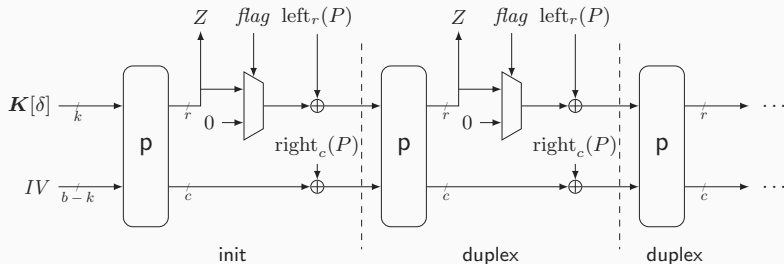 Z flag left_r(P) Z flag left_r(P)
K[δ] k r r r ...
0 0
p right_c(P) p right_c(P) p
IV b − k c c c ...
init duplex duplex